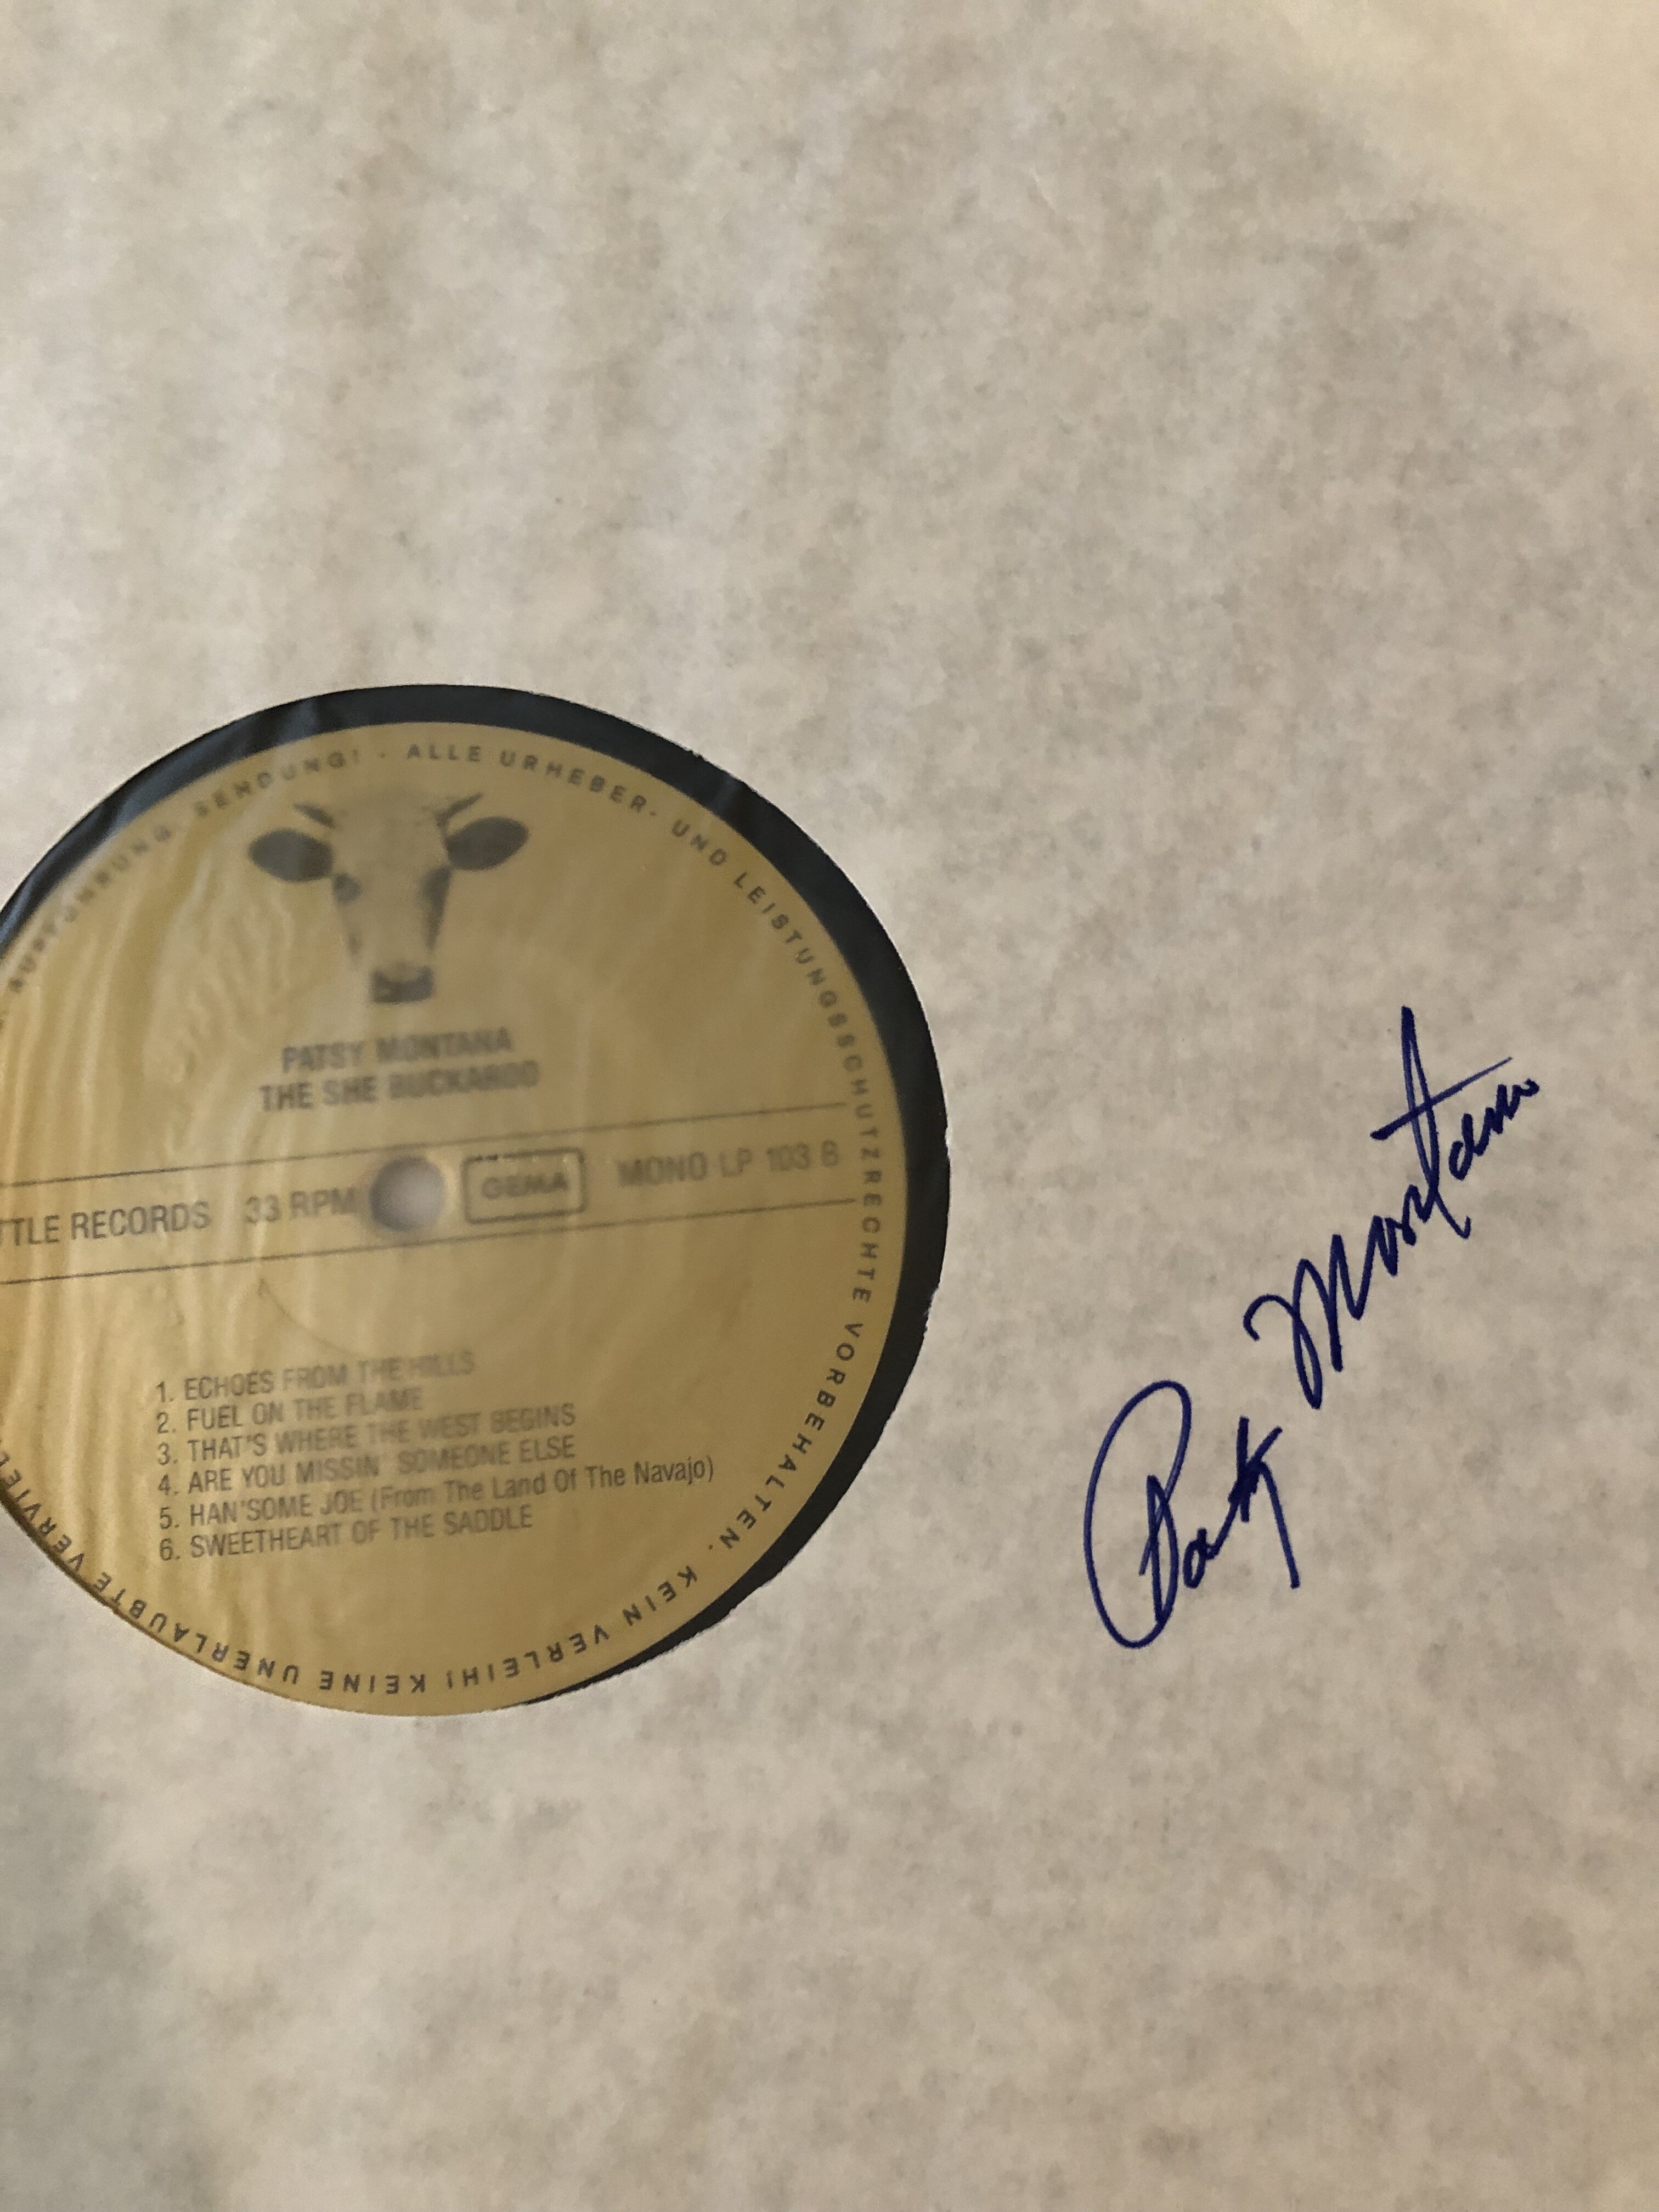 AUFFÜHRUNG, SENDUNG! · ALLE URHEBER- UND LEISTUNGSSCHUTZRECHTE VORBEHALTEN. KEIN VERLEIH! KEINE UNERLAUBTE
PATSY MONTANA
THE SHE BUCKAROO
TTLE RECORDS 33 RPM GEMA MONO LP 103 B
1. ECHOES FROM THE HILLS
2. FUEL ON THE FLAME
3. THAT'S WHERE THE WEST BEGINS
4. ARE YOU MISSIN' SOMEONE ELSE
5. HAN'SOME JOE (From The Land Of The Navajo)
6. SWEETHEART OF THE SADDLE
Patsy Montana